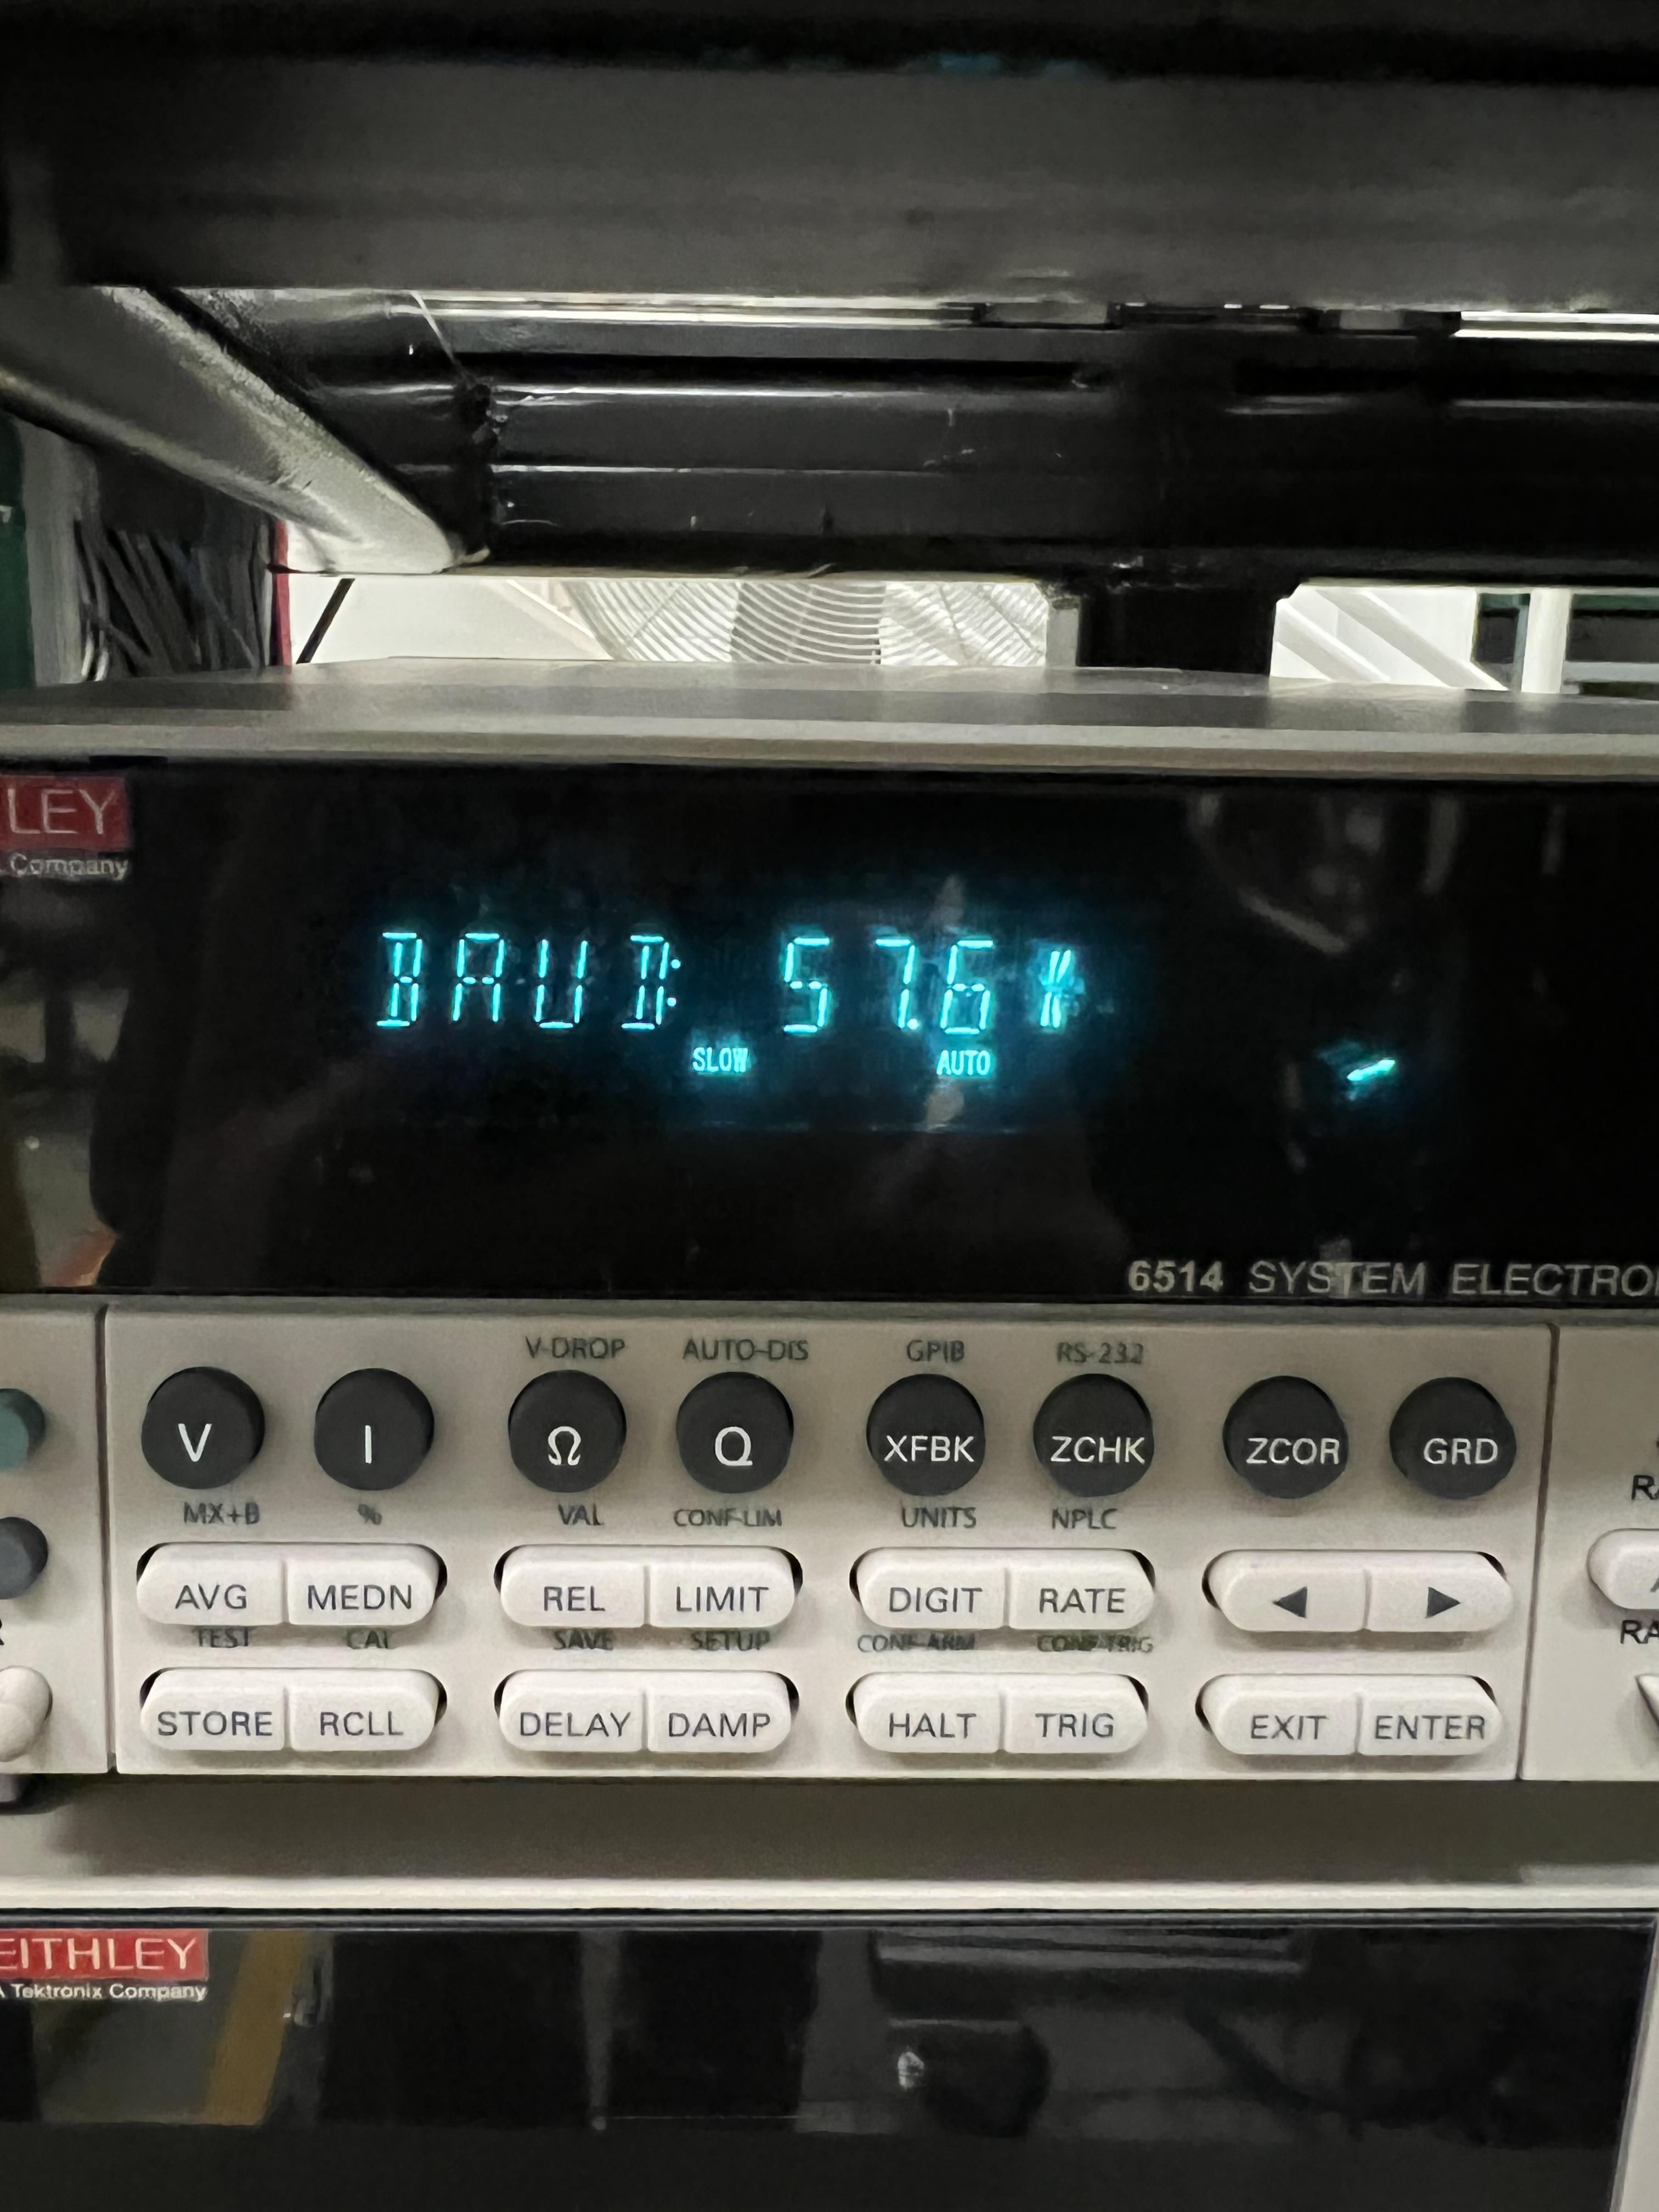 LEY
Company
BAUD: 57.6K
SLOW AUTO
6514 SYSTEM ELECTRO
V-DROP AUTO-DIS GPIB RS-232
V I Ω Q XFBK ZCHK ZCOR GRD
MX+B % VAL CONF-LIM UNITS NPLC
AVG MEDN REL LIMIT DIGIT RATE ◀ ▶
TEST CAL SAVE SETUP CONF-ARM CONF-TRIG
STORE RCLL DELAY DAMP HALT TRIG EXIT ENTER
RA
RA
EITHLEY
A Tektronix Company